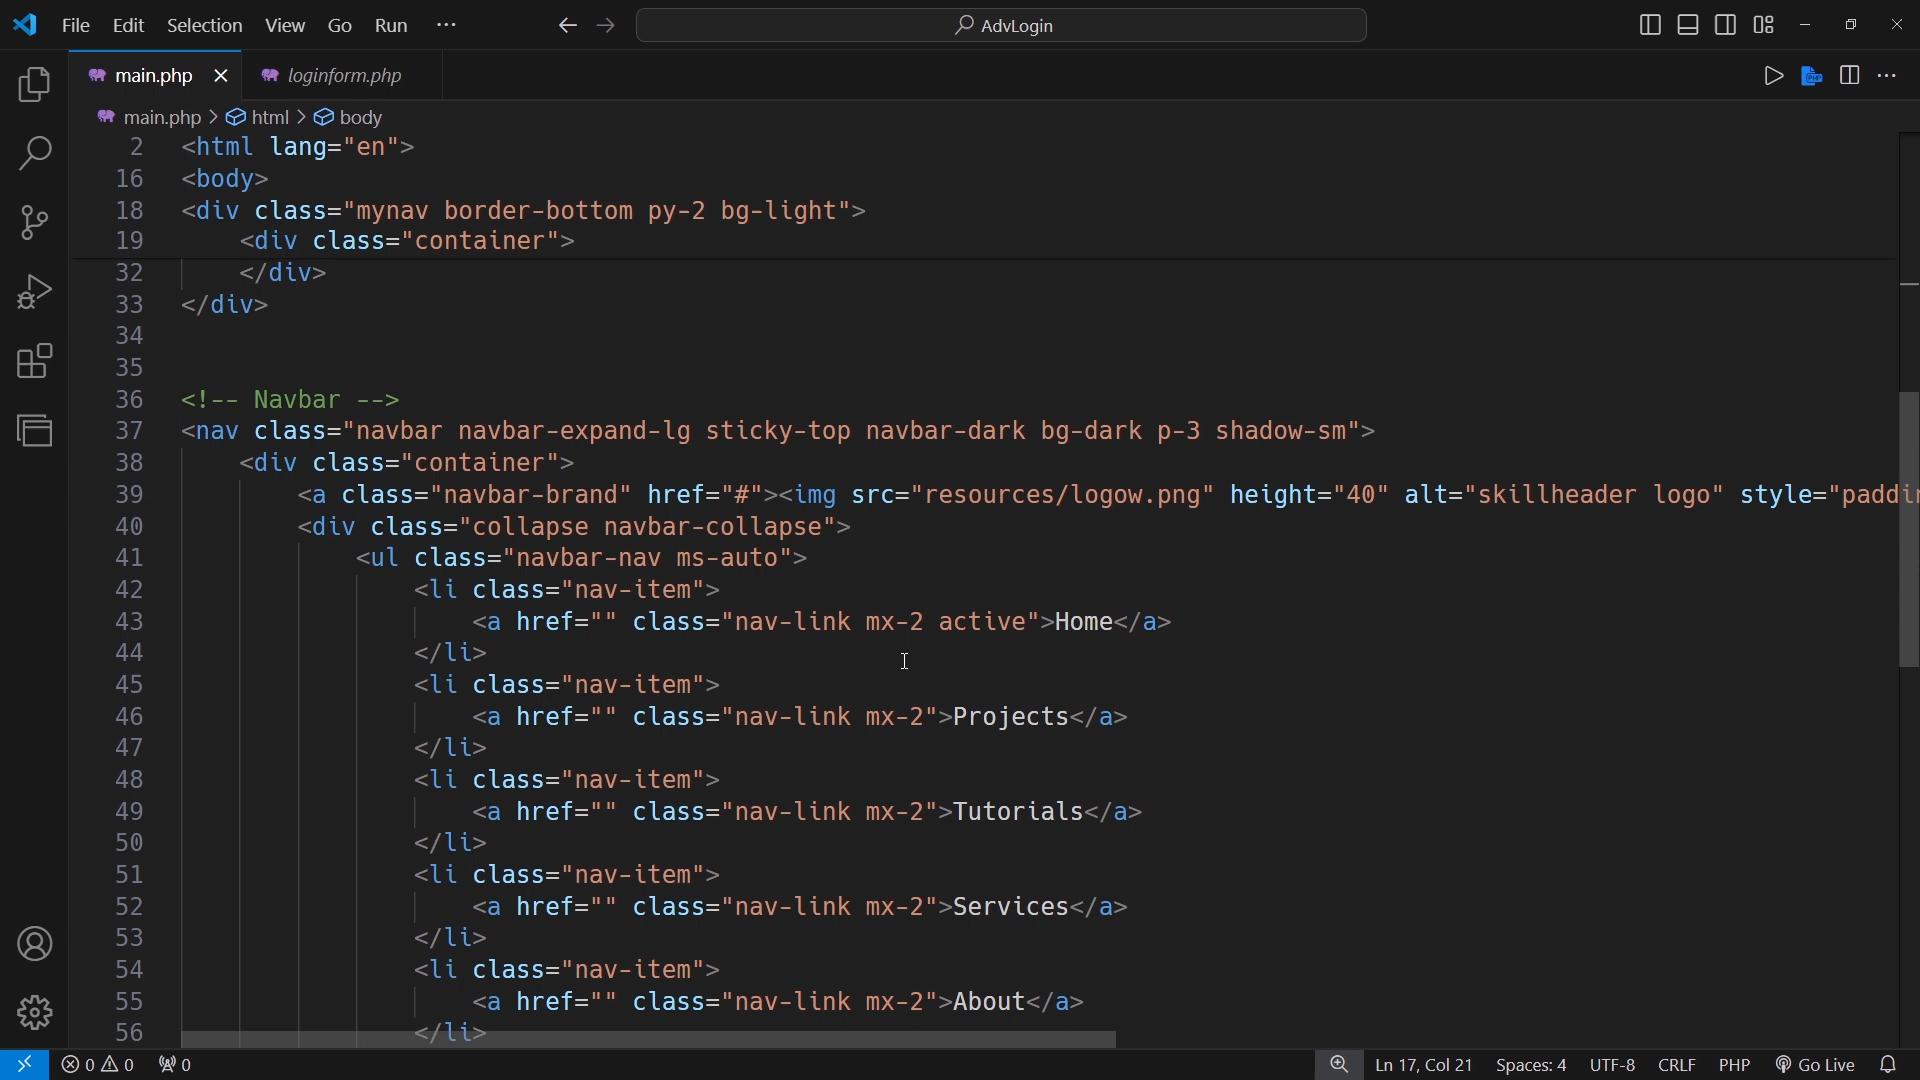 File Edit Selection View Go Run ··· AdvLogin
main.php loginform.php
main.php > html > body
2 <html lang="en">
16 <body>
18 <div class="mynav border-bottom py-2 bg-light">
19 <div class="container">
32 </div>
33 </div>
34
35
36 <!-- Navbar -->
37 <nav class="navbar navbar-expand-lg sticky-top navbar-dark bg-dark p-3 shadow-sm">
38 <div class="container">
39 <a class="navbar-brand" href="#"><img src="resources/logow.png" height="40" alt="skillheader logo" style="paddi
40 <div class="collapse navbar-collapse">
41 <ul class="navbar-nav ms-auto">
42 <li class="nav-item">
43 <a href="" class="nav-link mx-2 active">Home</a>
44 </li>
45 <li class="nav-item">
46 <a href="" class="nav-link mx-2">Projects</a>
47 </li>
48 <li class="nav-item">
49 <a href="" class="nav-link mx-2">Tutorials</a>
50 </li>
51 <li class="nav-item">
52 <a href="" class="nav-link mx-2">Services</a>
53 </li>
54 <li class="nav-item">
55 <a href="" class="nav-link mx-2">About</a>
56 </li>
0 0 0 Ln 17, Col 21 Spaces: 4 UTF-8 CRLF PHP Go Live